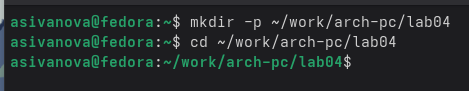 asivanova@fedora:~$ mkdir -p ~/work/arch-pc/lab04
asivanova@fedora:~$ cd ~/work/arch-pc/lab04
asivanova@fedora:~/work/arch-pc/lab04$